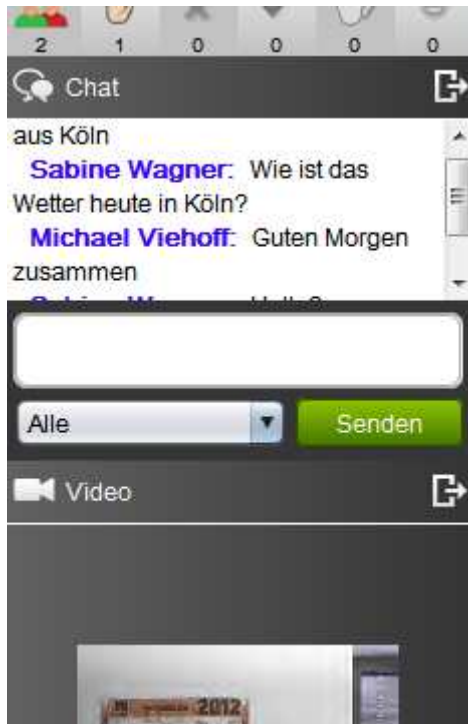 2 1 0 0 0 0
Chat
aus Köln
Sabine Wagner: Wie ist das
Wetter heute in Köln?
Michael Viehoff: Guten Morgen
zusammen
Alle
Senden
Video
2012